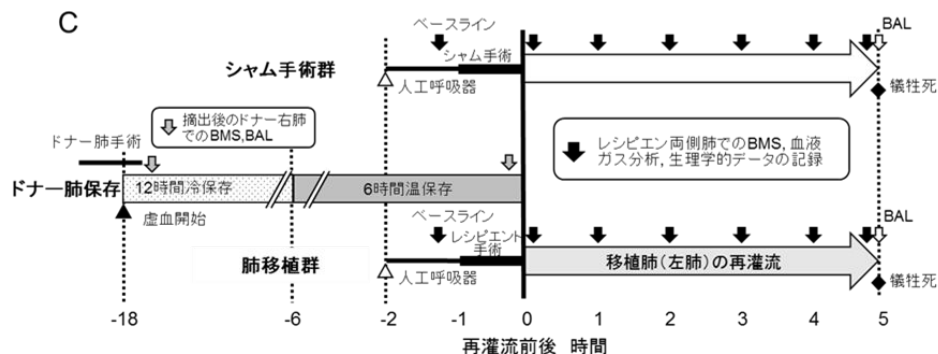 C
ベースライン
BAL
シャム手術
シャム手術群
人工呼吸器
犠牲死
摘出後のドナー右肺
でのBMS,BAL
ドナー肺手術
レシピエン両側肺でのBMS, 血液
ガス分析, 生理学的データの記録
ドナー肺保存
12時間冷保存
6時間温保存
虚血開始
ベースライン
レシピエント
手術
BAL
肺移植群
移植肺(左肺)の再灌流
人工呼吸器
犠牲死
-18
-6
-2
-1
0
1
2
3
4
5
再灌流前後 時間